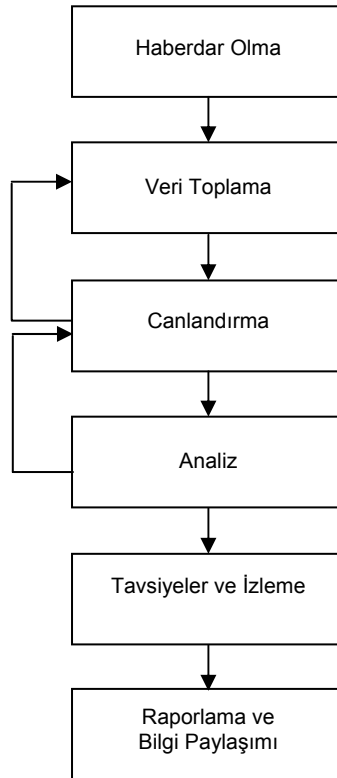 Haberdar Olma
Veri Toplama
Canlandırma
Analiz
Tavsiyeler ve İzleme
Raporlama ve
Bilgi Paylaşımı